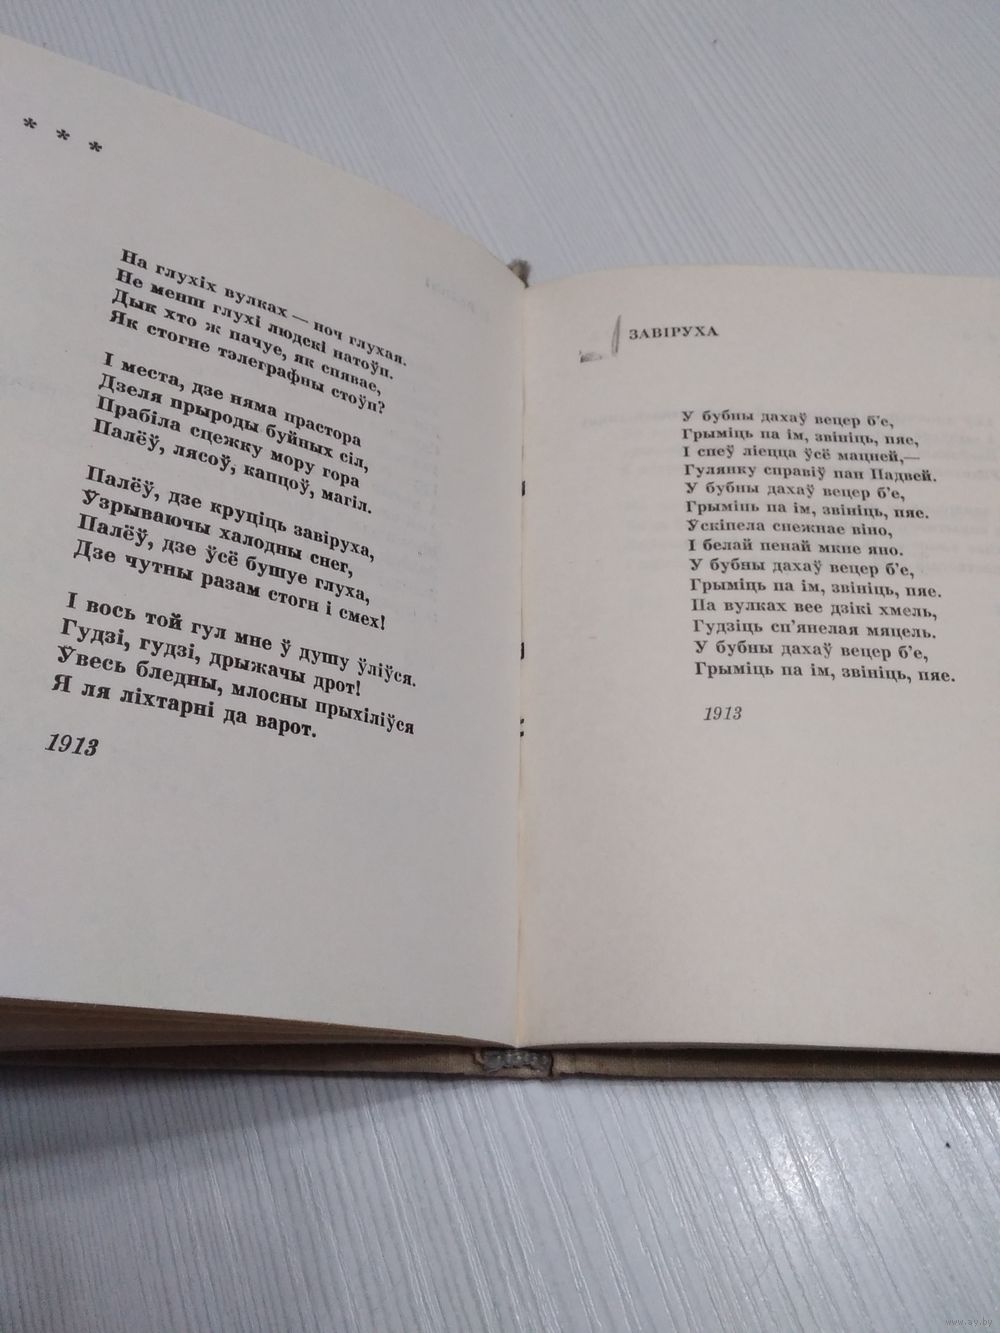 * * *
На глухіх вулках — ноч глухая.
Не менш глухі людскі натоўп.
Дык хто ж пачуе, як спявае,
Як стогне тэлеграфны стоўп?
І места, дзе няма прастора
Дзеля прыроды буйных сіл,
Прабіла сцежку мору гора
Палёў, лясоў, капцоў, магіл.
Палёў, дзе круціць завіруха,
Узрываючы халодны снег,
Палёў, дзе ўсё бушуе глуха,
Дзе чутны разам стогн і смех!
І вось той гул мне ў душу ўліўся.
Гудзі, гудзі, дрыжачы дрот!
Увесь бледны, млосны прыхіліўся
Я ля ліхтарні да варот.
1913
ЗАВІРУХА
У бубны дахаў вецер б'е,
Грыміць па ім, звініць, пяе,
І спеў ліецца ўсё мацней,—
Гулянку справіў пан Падвей.
У бубны дахаў вецер б'е,
Грыміць па ім, звініць, пяе.
Ускіпела снежнае віно,
І белай пенай мкне яно.
У бубны дахаў вецер б'е,
Грыміць па ім, звініць, пяе.
Па вулках вее дзікі хмель,
Гудзіць сп'янелая мяцель.
У бубны дахаў вецер б'е,
Грыміць па ім, звініць, пяе.
1913
www.ay.by